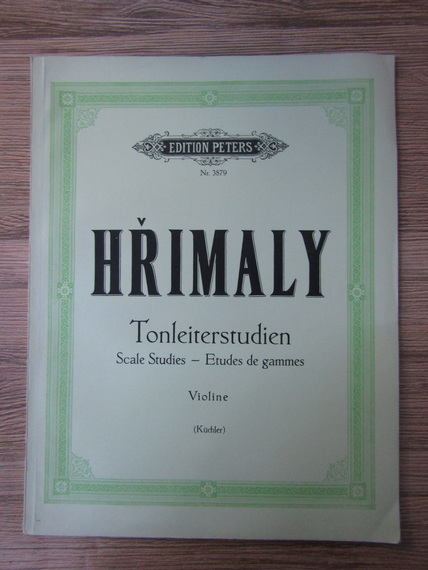 EDITION PETERS
Nr. 3879
HŘIMALY
Tonleiterstudien
Scale Studies – Etudes de gammes
Violine
(Küchler)